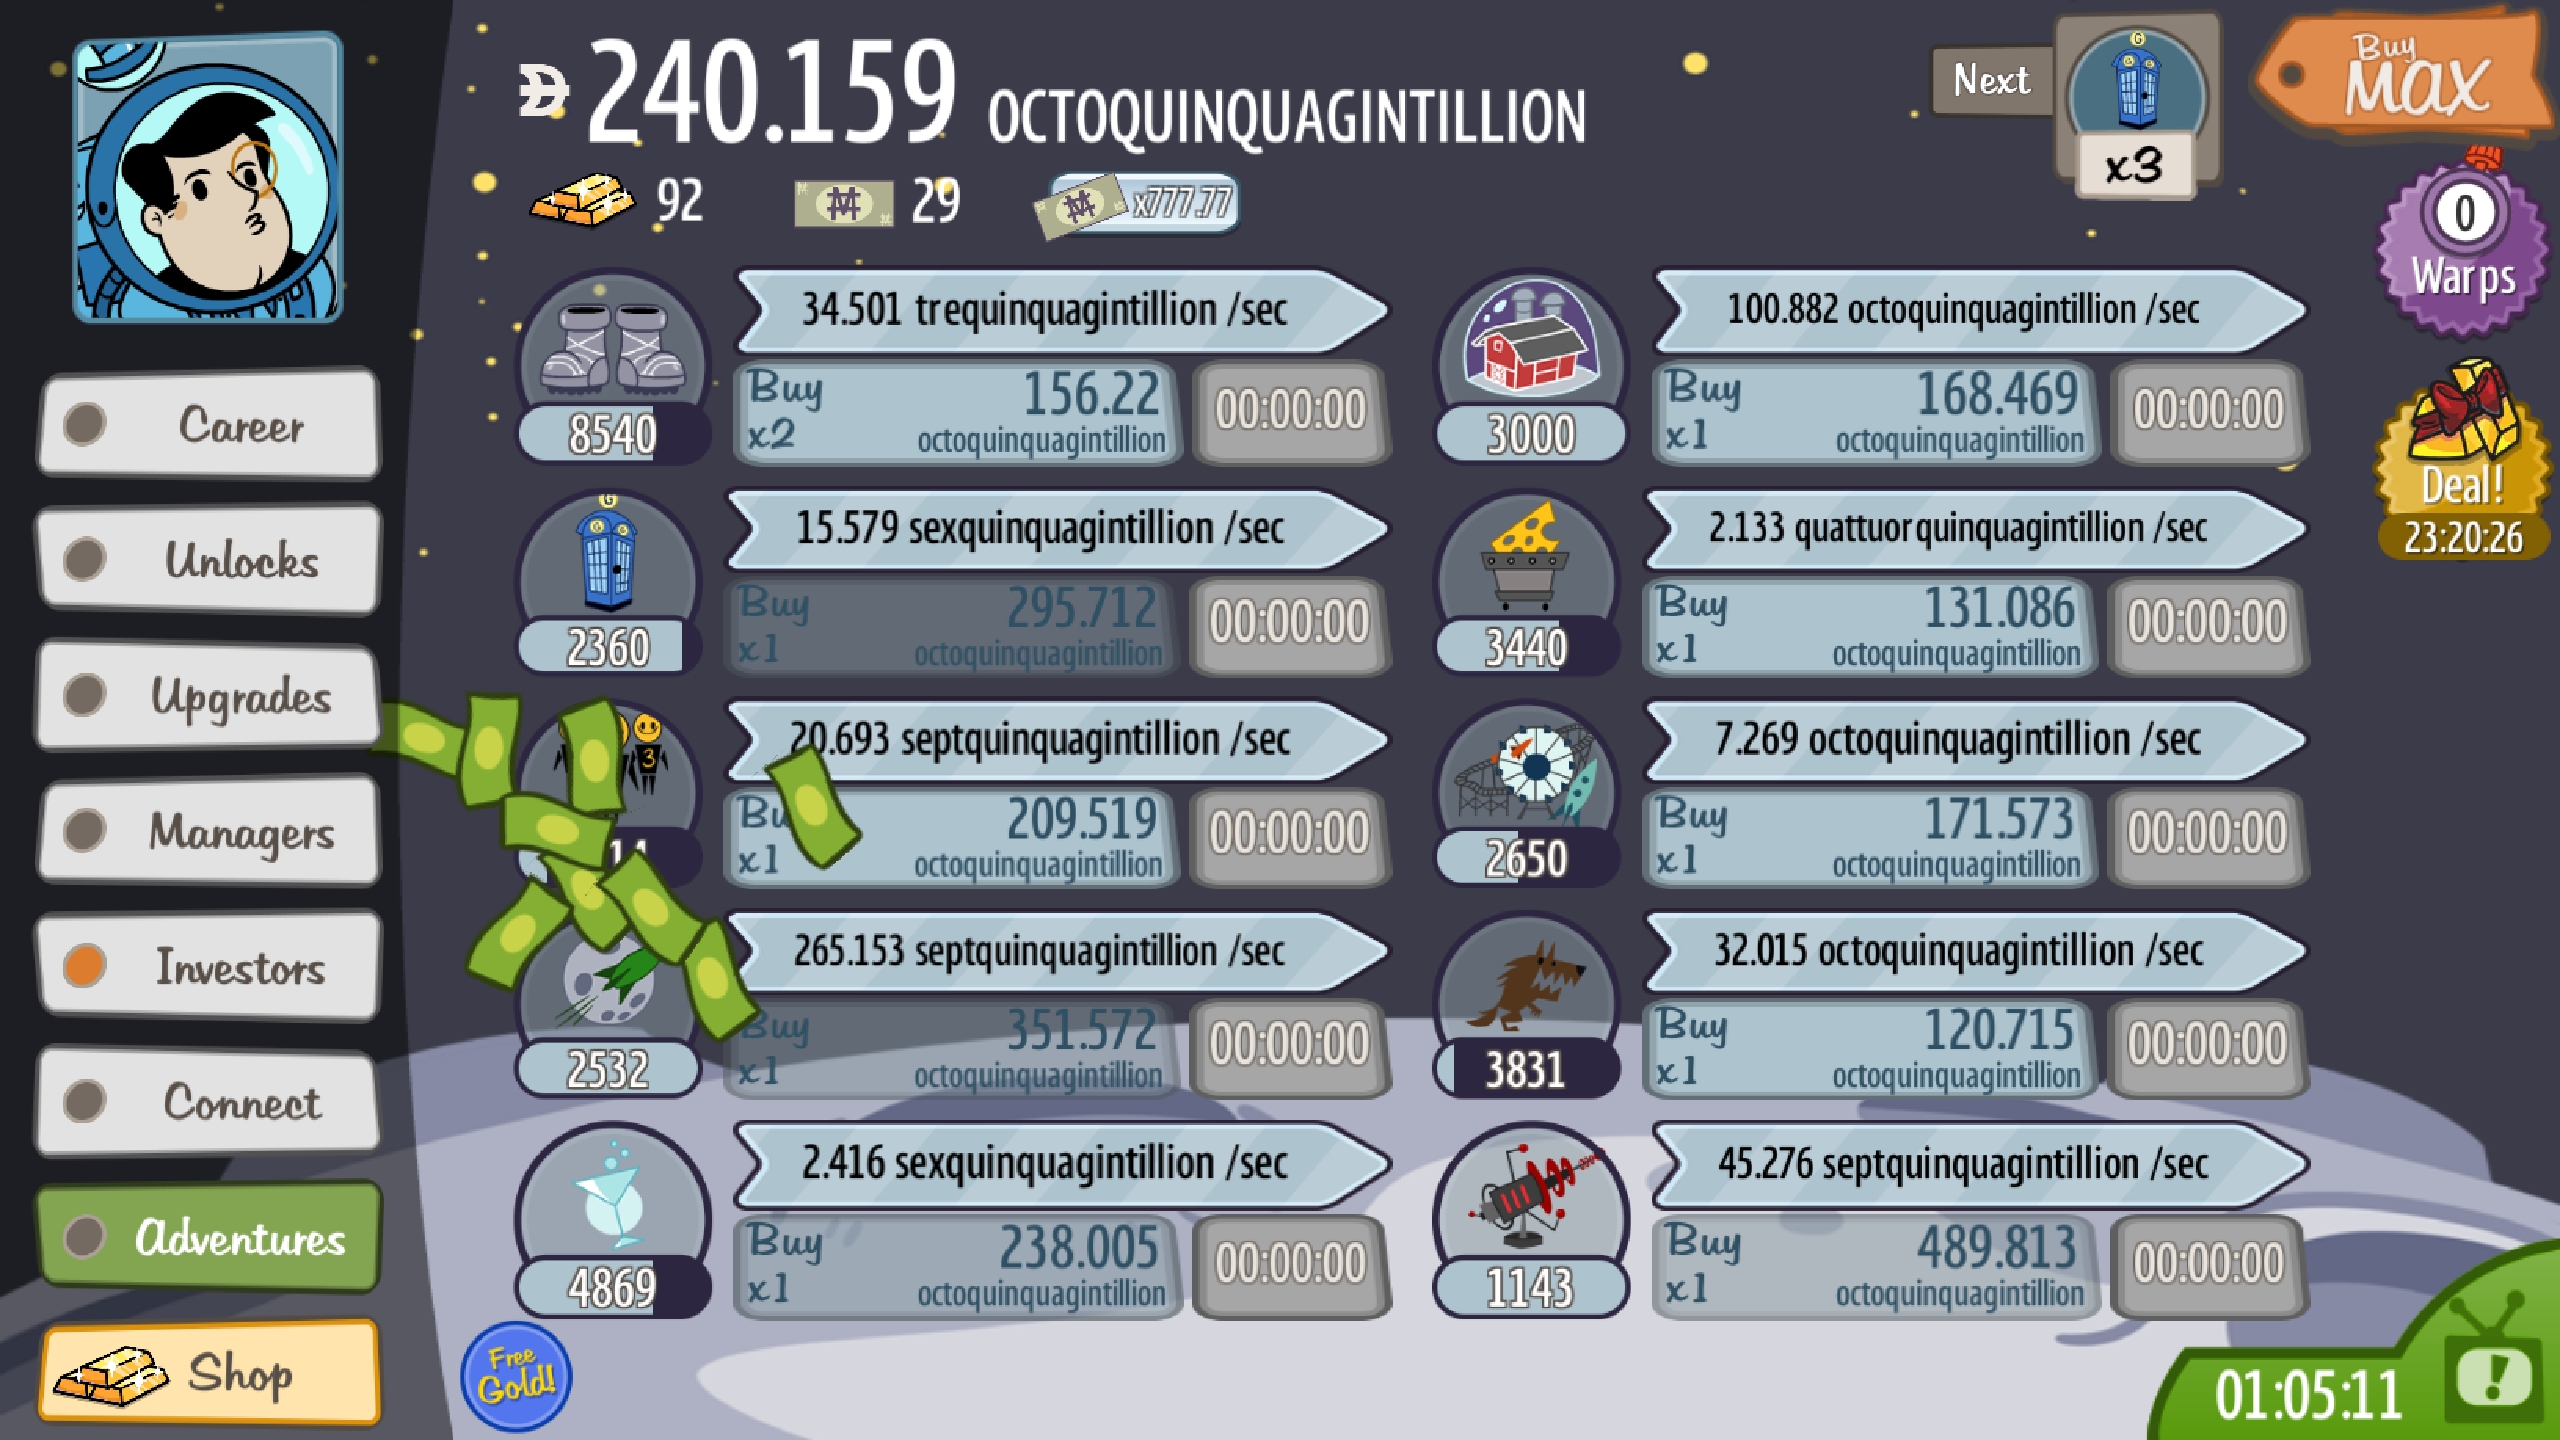 240.159 OCTOQUINQUAGINTILLION
92
29
x777.77
Next
x3
Buy
MAX
0
Warps
Deal!
23:20:26
Career
Unlocks
Upgrades
Managers
Investors
Connect
Adventures
Shop
34.501 trequinquagintillion /sec
Buy 156.22
x2 octoquinquagintillion
00:00:00
8540
100.882 octoquinquagintillion /sec
Buy 168.469
x1 octoquinquagintillion
00:00:00
3000
G
15.579 sexquinquagintillion /sec
Buy 295.712
x1 octoquinquagintillion
00:00:00
2360
2.133 quattuorquinquagintillion /sec
Buy 131.086
x1 octoquinquagintillion
00:00:00
3440
3
20.693 septquinquagintillion /sec
209.519
x1 octoquinquagintillion
00:00:00
7.269 octoquinquagintillion /sec
Buy 171.573
x1 octoquinquagintillion
00:00:00
2650
265.153 septquinquagintillion /sec
Buy 351.572
x1 octoquinquagintillion
00:00:00
2532
32.015 octoquinquagintillion /sec
Buy 120.715
x1 octoquinquagintillion
00:00:00
3831
2.416 sexquinquagintillion /sec
Buy 238.005
x1 octoquinquagintillion
00:00:00
4869
45.276 septquinquagintillion /sec
Buy 489.813
x1 octoquinquagintillion
00:00:00
1143
Free
Gold!
01:05:11
!